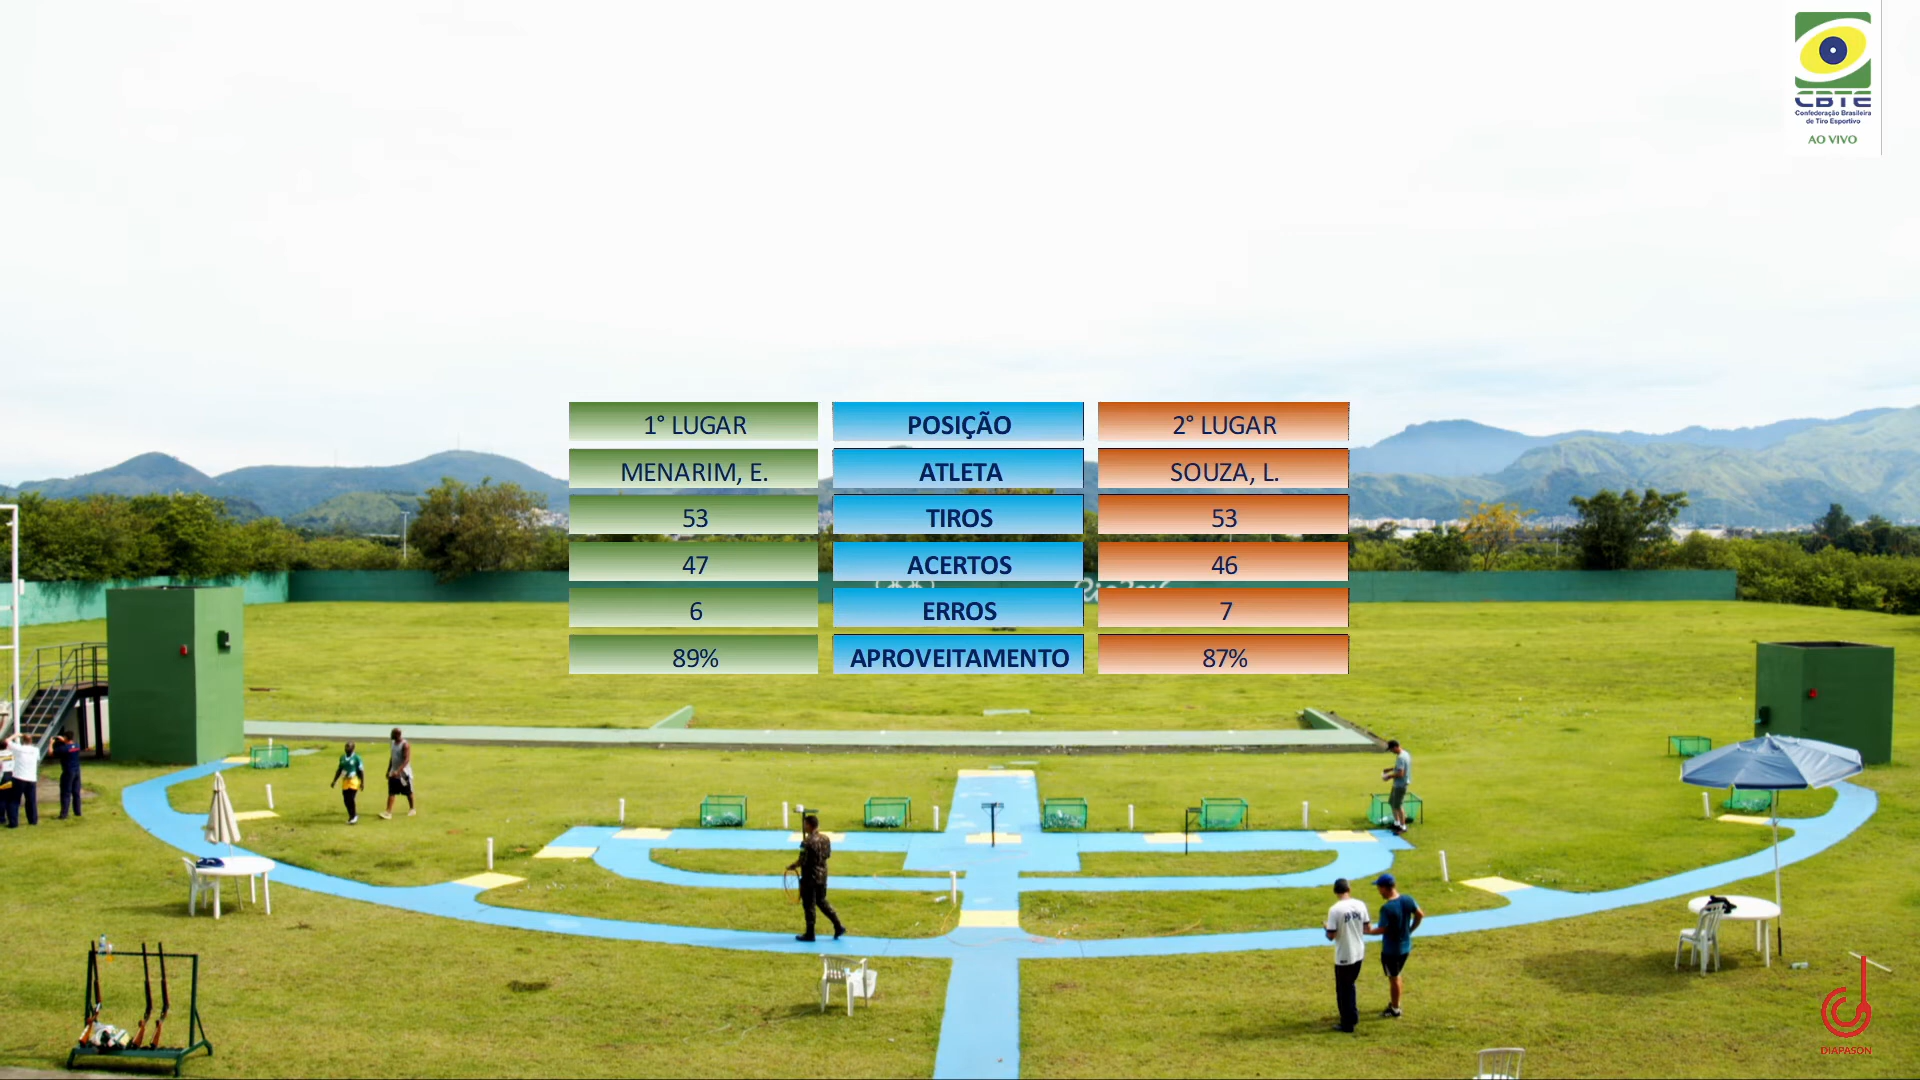 CBTE
Confederação Brasileira
de Tiro Esportivo
AO VIVO
1° LUGAR POSIÇÃO 2° LUGAR
MENARIM, E. ATLETA SOUZA, L.
53 TIROS 53
47 ACERTOS 46
6 ERROS 7
89% APROVEITAMENTO 87%
DIAPASON